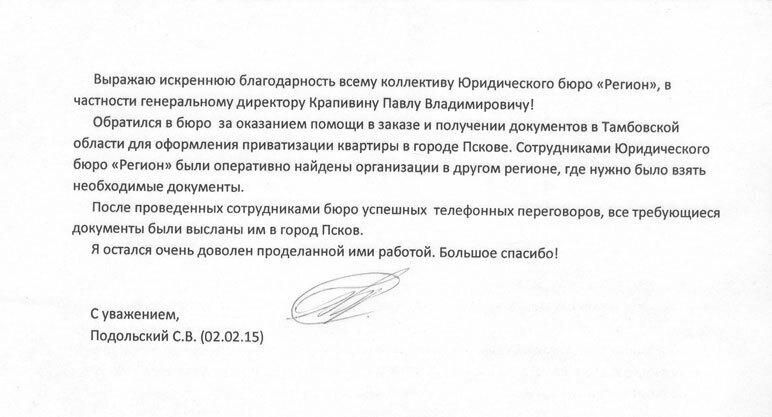 Выражаю искреннюю благодарность всему коллективу Юридического бюро «Регион», в
частности генеральному директору Крапивину Павлу Владимировичу!
Обратился в бюро за оказанием помощи в заказе и получении документов в Тамбовской
области для оформления приватизации квартиры в городе Пскове. Сотрудниками Юридического
бюро «Регион» были оперативно найдены организации в другом регионе, где нужно было взять
необходимые документы.
После проведенных сотрудниками бюро успешных телефонных переговоров, все требующиеся
документы были высланы им в город Псков.
Я остался очень доволен проделанной ими работой. Большое спасибо!
С уважением,
Подольский С.В. (02.02.15)